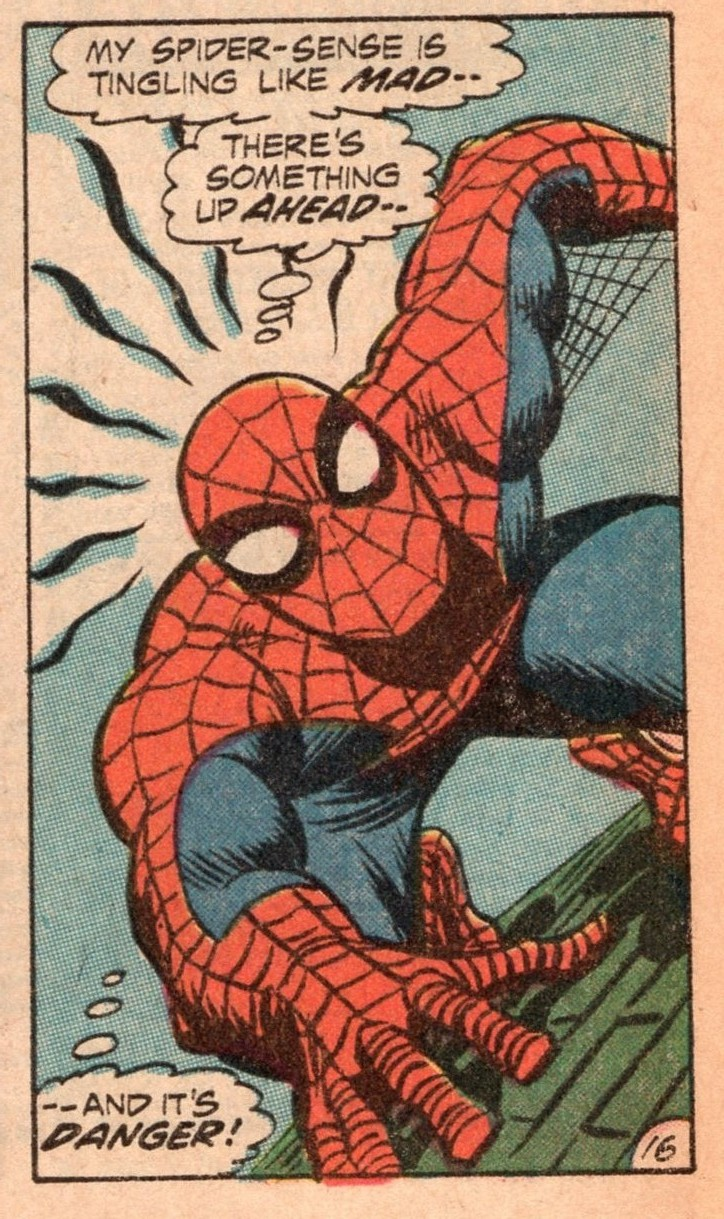 MY SPIDER-SENSE IS
TINGLING LIKE MAD--
THERE'S
SOMETHING
UP AHEAD--
--AND IT'S
DANGER!
16